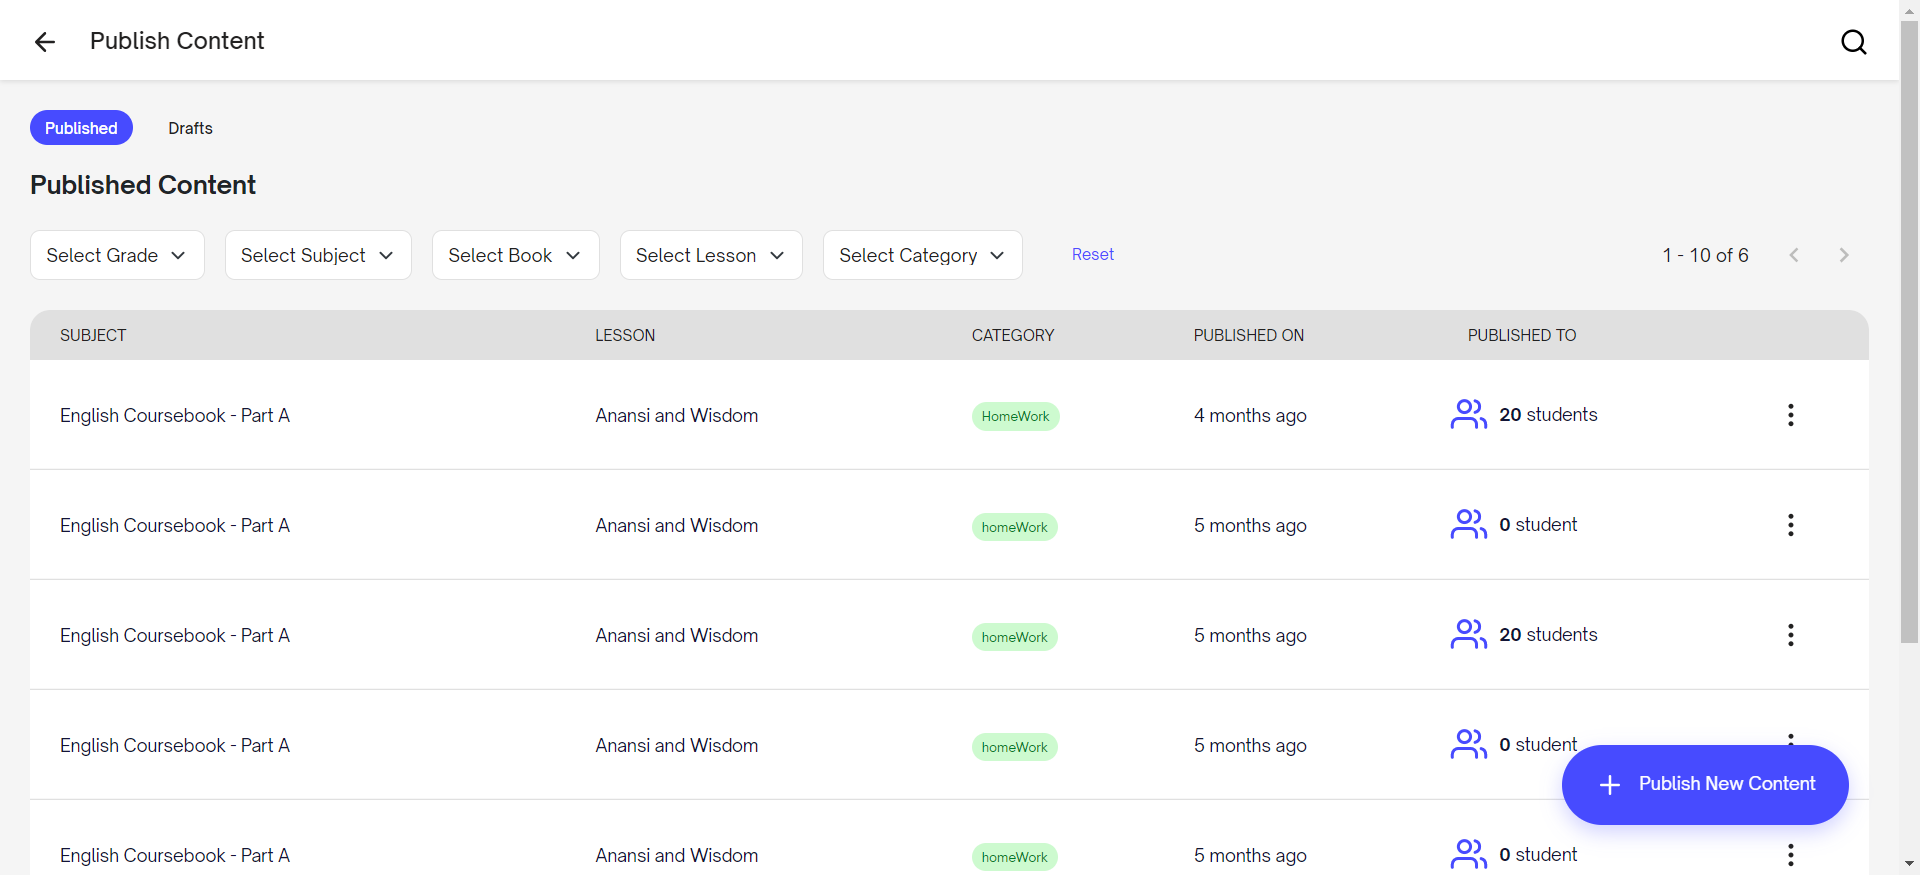 Publish Content
Published Drafts
Published Content
Select Grade Select Subject Select Book Select Lesson Select Category Reset 1 - 10 of 6
SUBJECT LESSON CATEGORY PUBLISHED ON PUBLISHED TO
English Coursebook - Part A Anansi and Wisdom HomeWork 4 months ago 20 students
English Coursebook - Part A Anansi and Wisdom homeWork 5 months ago 0 student
English Coursebook - Part A Anansi and Wisdom homeWork 5 months ago 20 students
English Coursebook - Part A Anansi and Wisdom homeWork 5 months ago 0 student
Publish New Content
English Coursebook - Part A Anansi and Wisdom homeWork 5 months ago 0 student